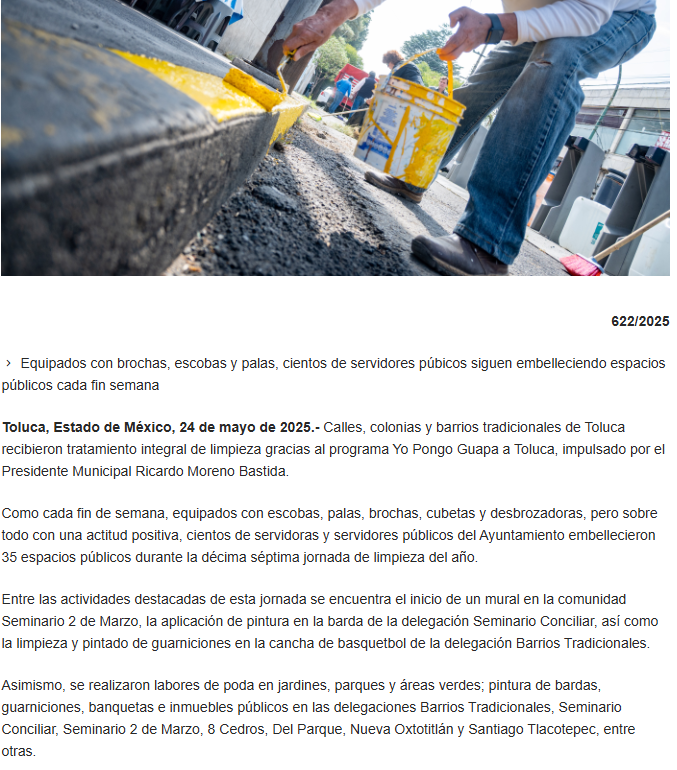 622/2025
› Equipados con brochas, escobas y palas, cientos de servidores púbicos siguen embelleciendo espacios
públicos cada fin semana
Toluca, Estado de México, 24 de mayo de 2025.- Calles, colonias y barrios tradicionales de Toluca
recibieron tratamiento integral de limpieza gracias al programa Yo Pongo Guapa a Toluca, impulsado por el
Presidente Municipal Ricardo Moreno Bastida.
Como cada fin de semana, equipados con escobas, palas, brochas, cubetas y desbrozadoras, pero sobre
todo con una actitud positiva, cientos de servidoras y servidores públicos del Ayuntamiento embellecieron
35 espacios públicos durante la décima séptima jornada de limpieza del año.
Entre las actividades destacadas de esta jornada se encuentra el inicio de un mural en la comunidad
Seminario 2 de Marzo, la aplicación de pintura en la barda de la delegación Seminario Conciliar, así como
la limpieza y pintado de guarniciones en la cancha de basquetbol de la delegación Barrios Tradicionales.
Asimismo, se realizaron labores de poda en jardines, parques y áreas verdes; pintura de bardas,
guarniciones, banquetas e inmuebles públicos en las delegaciones Barrios Tradicionales, Seminario
Conciliar, Seminario 2 de Marzo, 8 Cedros, Del Parque, Nueva Oxtotitlán y Santiago Tlacotepec, entre
otras.